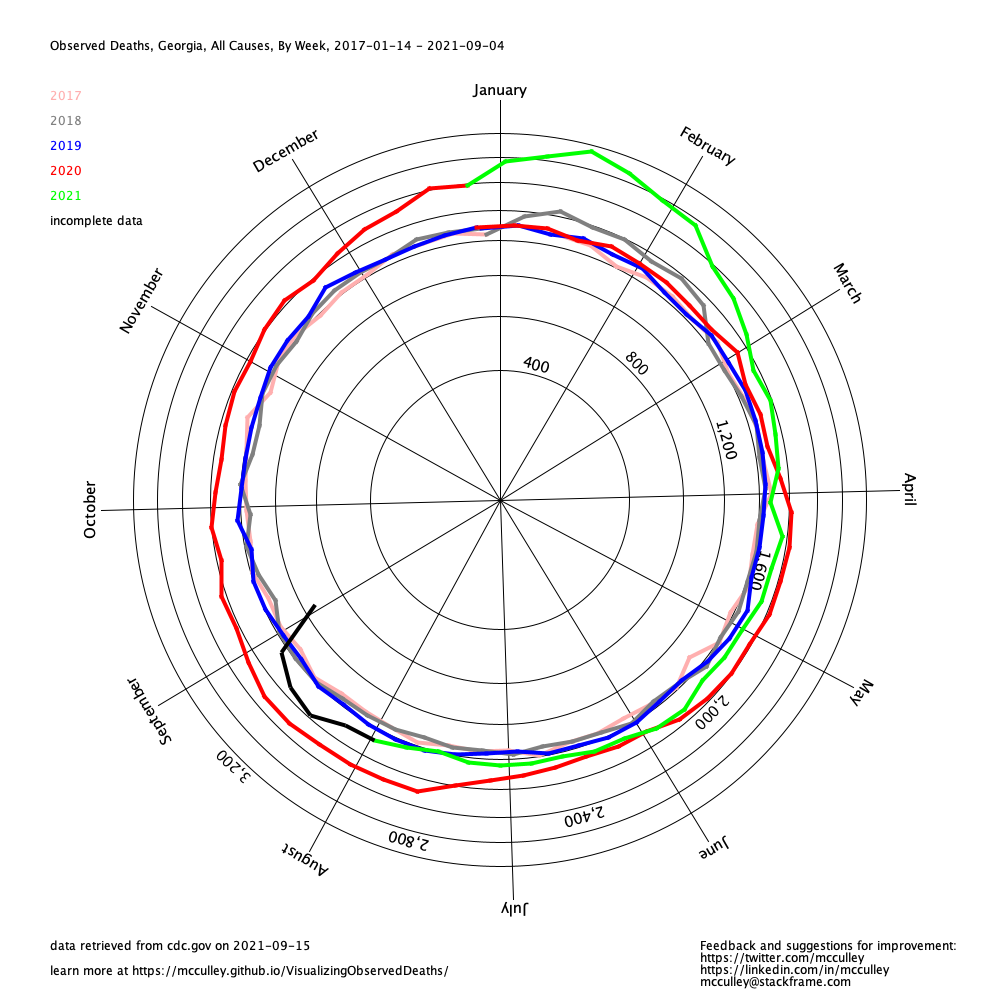 Observed Deaths, Georgia, All Causes, By Week, 2017-01-14 - 2021-09-04
2017
2018
2019
2020
2021
incomplete data
January
February
March
April
May
June
July
August
September
October
November
December
400
800
1,200
1,600
2,000
2,400
2,800
3,200
data retrieved from cdc.gov on 2021-09-15
learn more at https://mcculley.github.io/VisualizingObservedDeaths/
Feedback and suggestions for improvement:
https://twitter.com/mcculley
https://linkedin.com/in/mcculley
mcculley@stackframe.com